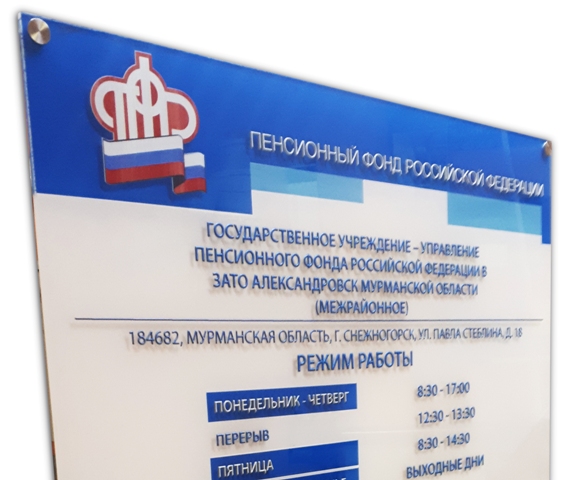 ПФР
ПЕНСИОННЫЙ ФОНД РОССИЙСКОЙ ФЕДЕРАЦИИ
ГОСУДАРСТВЕННОЕ УЧРЕЖДЕНИЕ – УПРАВЛЕНИЕ
ПЕНСИОННОГО ФОНДА РОССИЙСКОЙ ФЕДЕРАЦИИ В
ЗАТО АЛЕКСАНДРОВСК МУРМАНСКОЙ ОБЛАСТИ
(МЕЖРАЙОННОЕ)
184682, МУРМАНСКАЯ ОБЛАСТЬ, Г. СНЕЖНОГОРСК, УЛ. ПАВЛА СТЕБЛИНА, Д. 18
РЕЖИМ РАБОТЫ
ПОНЕДЕЛЬНИК - ЧЕТВЕРГ 8:30 - 17:00
ПЕРЕРЫВ 12:30 - 13:30
ПЯТНИЦА 8:30 - 14:30
ВЫХОДНЫЕ ДНИ